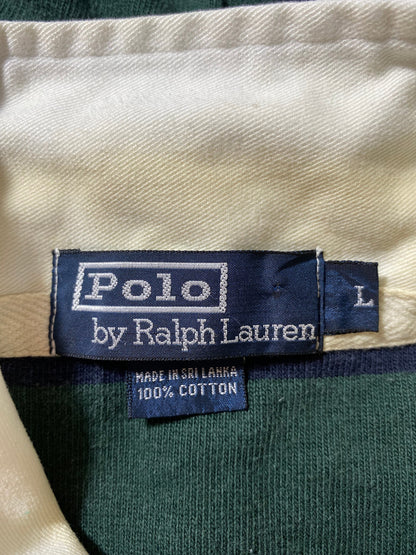 Polo
by Ralph Lauren
L
MADE IN SRI LANKA
100% COTTON